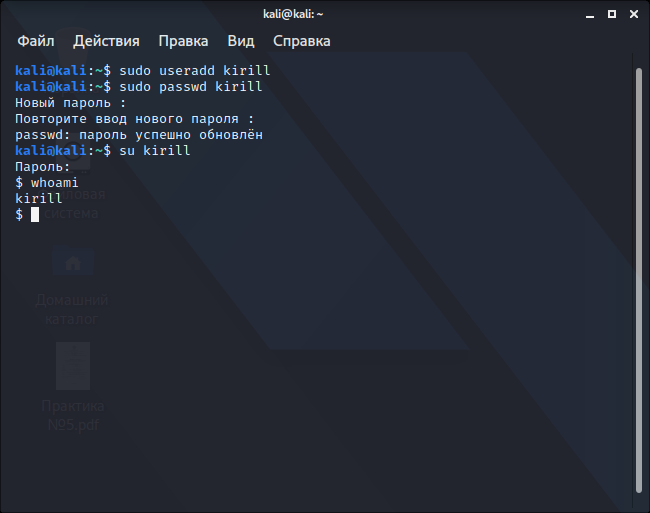 kali@kali: ~
Файл Действия Правка Вид Справка
kali@kali:~$ sudo useradd kirill
kali@kali:~$ sudo passwd kirill
Новый пароль :
Повторите ввод нового пароля :
passwd: пароль успешно обновлён
kali@kali:~$ su kirill
Пароль:
$ whoami
kirill
$
система
Домашний
каталог
Практика
№5.pdf